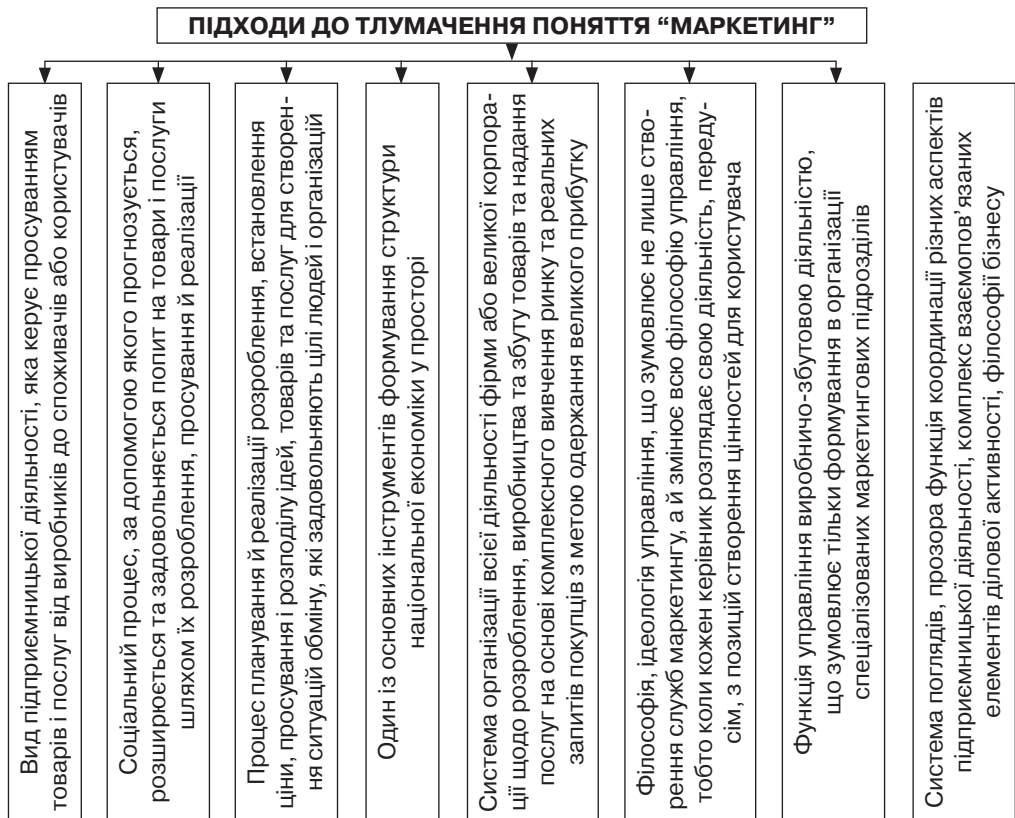 ПІДХОДИ ДО ТЛУМАЧЕННЯ ПОНЯТТЯ “МАРКЕТИНГ”
Вид підприємницької діяльності, яка керує просуванням
товарів і послуг від виробників до споживачів або користувачів
Соціальний процес, за допомогою якого прогнозується,
розширюється та задовольняється попит на товари і послуги
шляхом їх розроблення, просування й реалізації
Процес планування й реалізації розроблення, встановлення
ціни, просування і розподілу ідей, товарів та послуг для створен-
ня ситуацій обміну, які задовольняють цілі людей і організацій
Один із основних інструментів формування структури
національної економіки у просторі
Система організації всієї діяльності фірми або великої корпора-
ції щодо розроблення, виробництва та збуту товарів та надання
послуг на основі комплексного вивчення ринку та реальних
запитів покупців з метою одержання великого прибутку
Філософія, ідеологія управління, що зумовлює не лише ство-
рення служб маркетингу, а й змінює всю філософію управління,
тобто коли кожен керівник розглядає свою діяльність, переду-
сім, з позицій створення цінностей для користувача
Функція управління виробничо-збутовою діяльністю,
що зумовлює тільки формування в організації
спеціалізованих маркетингових підрозділів
Система поглядів, прозора функція координації різних аспектів
підприємницької діяльності, комплекс взаємопов’язаних
елементів ділової активності, філософії бізнесу